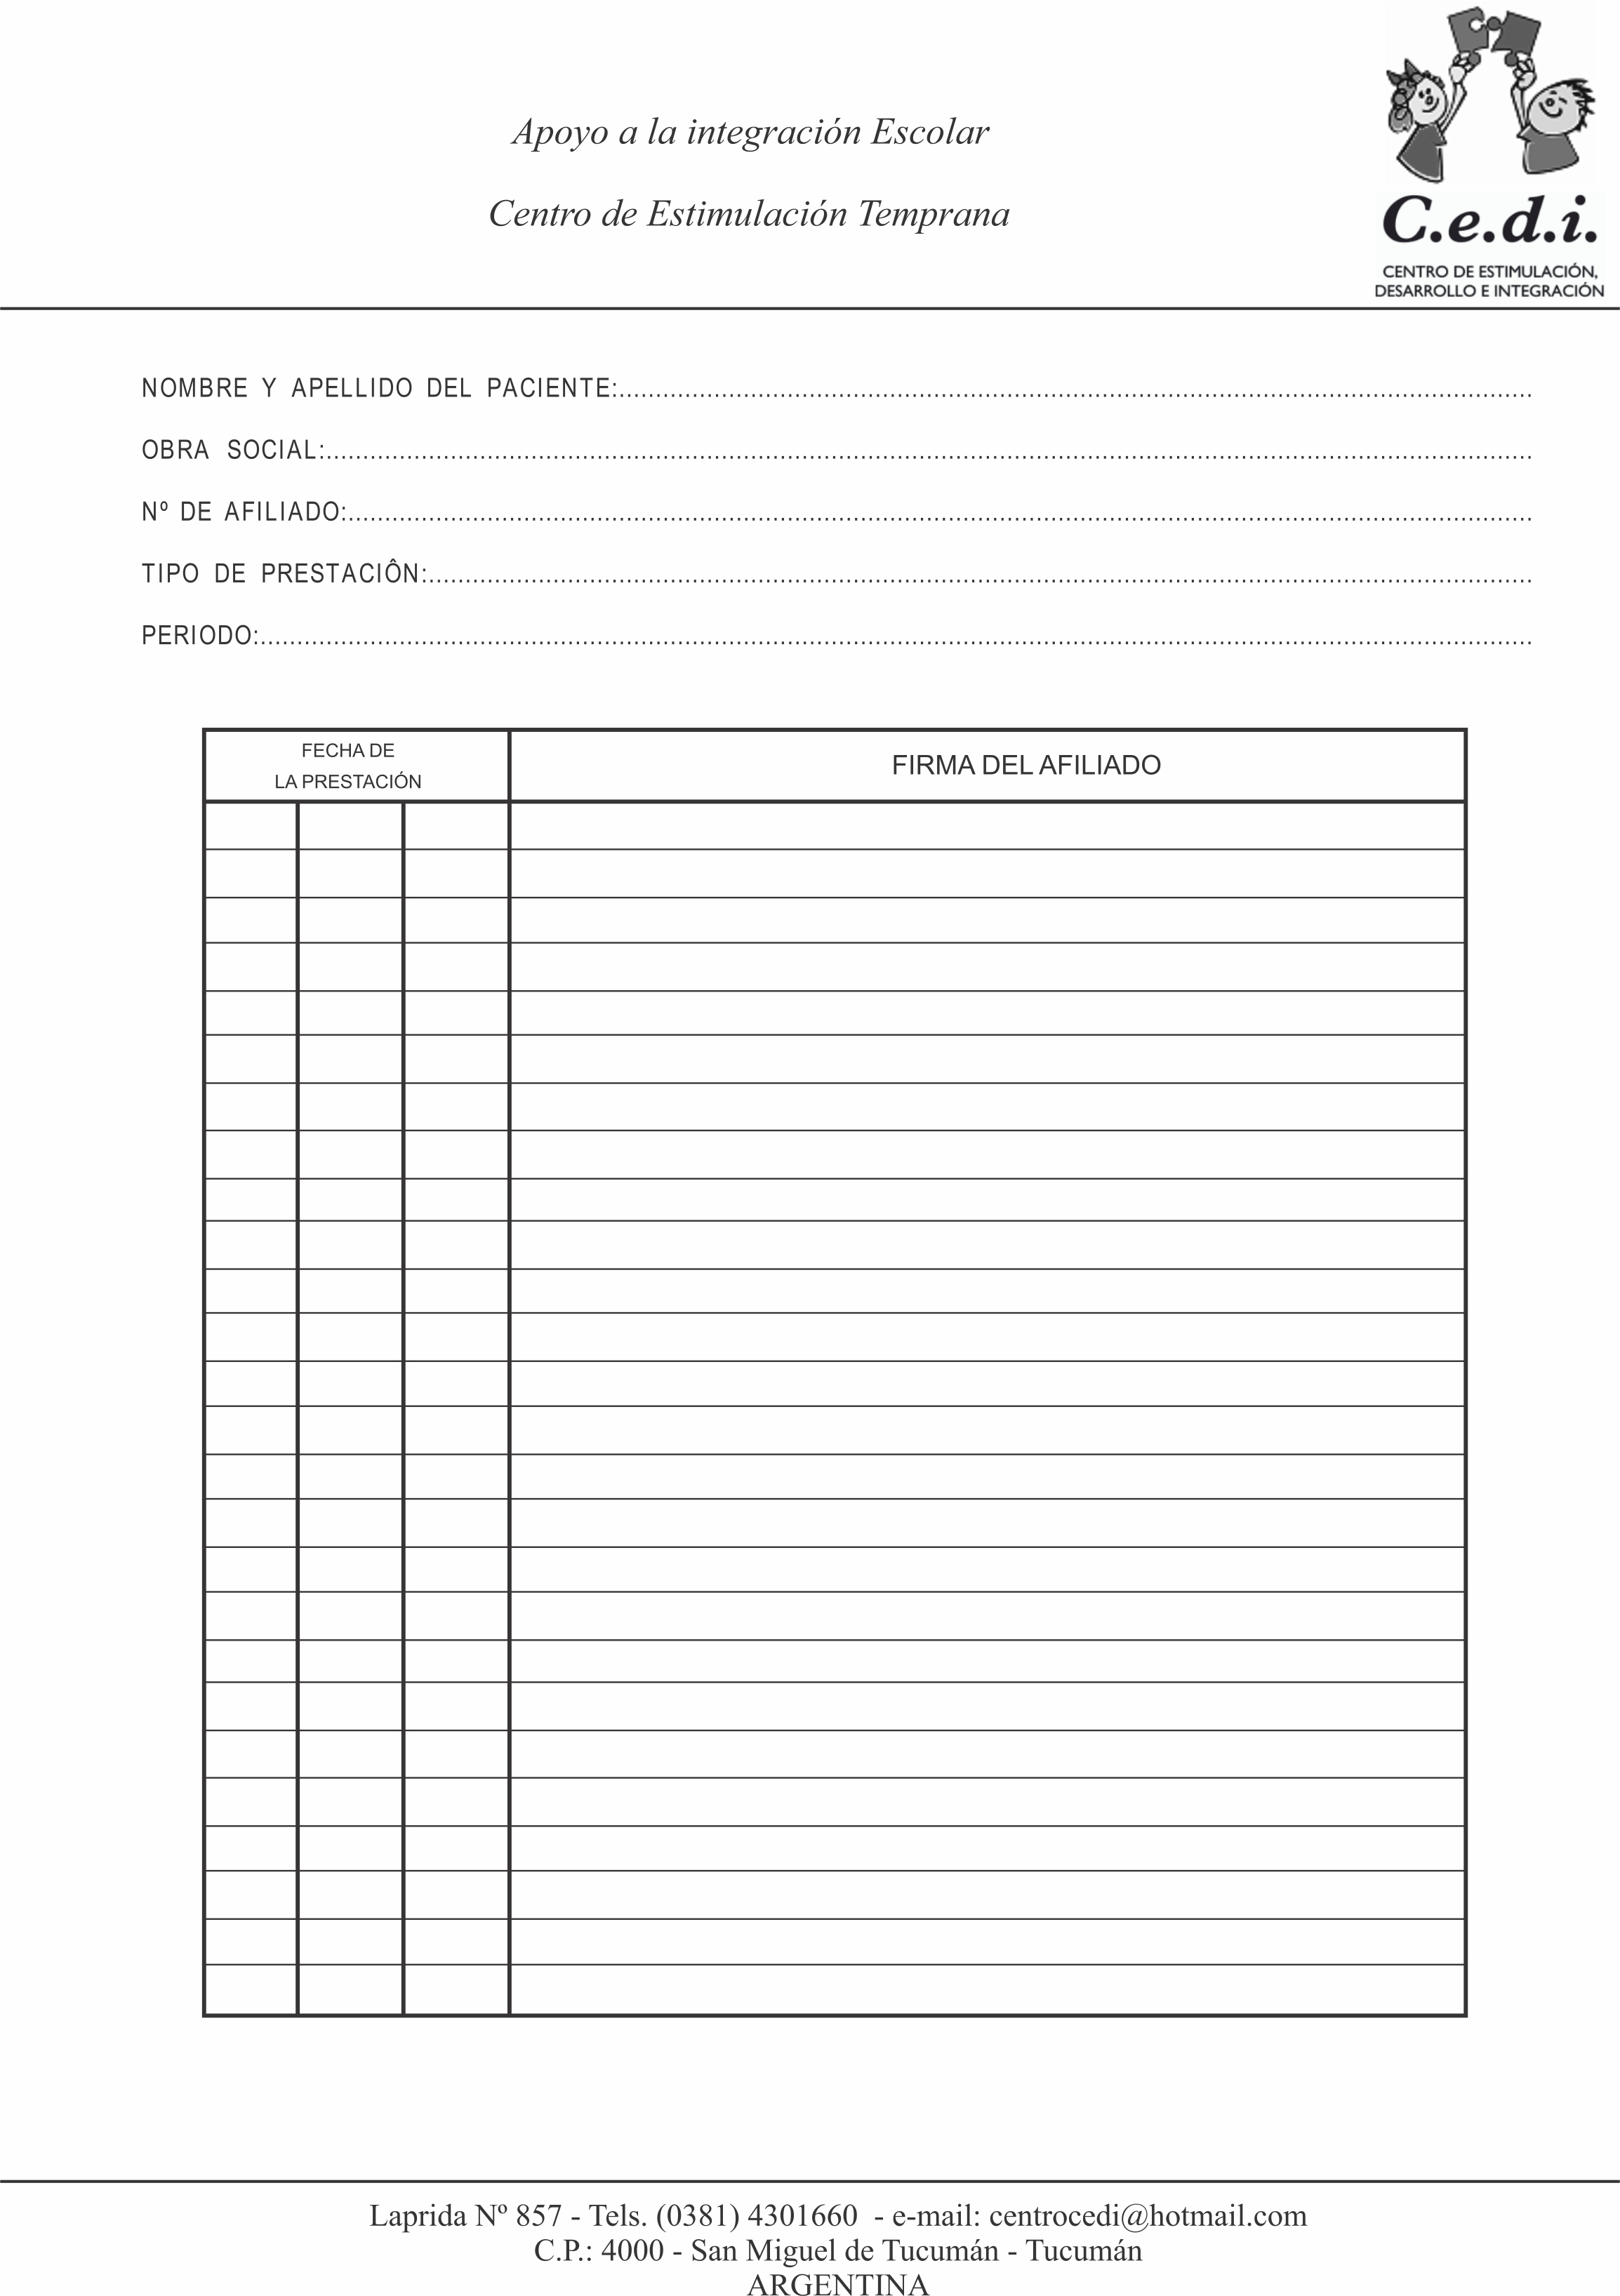 Apoyo a la integración Escolar
Centro de Estimulación Temprana
C.e.d.i.
CENTRO DE ESTIMULACIÓN,
DESARROLLO E INTEGRACIÓN
NOMBRE Y APELLIDO DEL PACIENTE:
OBRA SOCIAL:
Nº DE AFILIADO:
TIPO DE PRESTACIÔN:
PERIODO:
FECHA DE
LA PRESTACIÓN
FIRMA DEL AFILIADO
Laprida Nº 857 - Tels. (0381) 4301660 - e-mail: centrocedi@hotmail.com
C.P.: 4000 - San Miguel de Tucumán - Tucumán
ARGENTINA